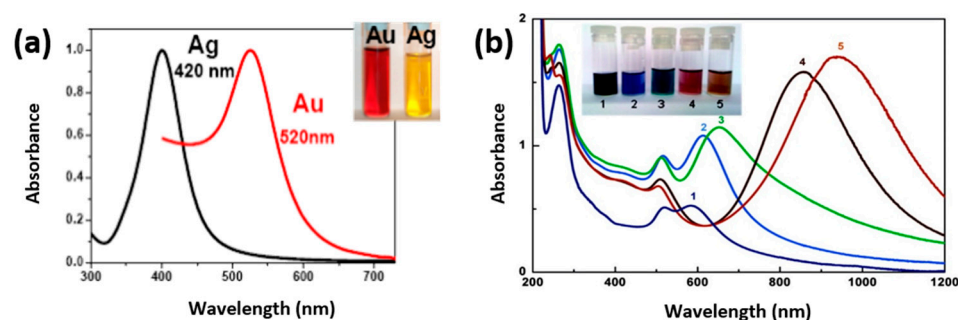 (a)
1.0
0.8
0.6
0.4
0.2
0.0
300
400
500
600
700
Absorbance
Wavelength (nm)
Ag
420 nm
Au
520nm
Au Ag
(b)
2
1
0
200
400
600
800
1000
1200
Absorbance
Wavelength (nm)
1 2 3 4 5
1
2
3
4
5